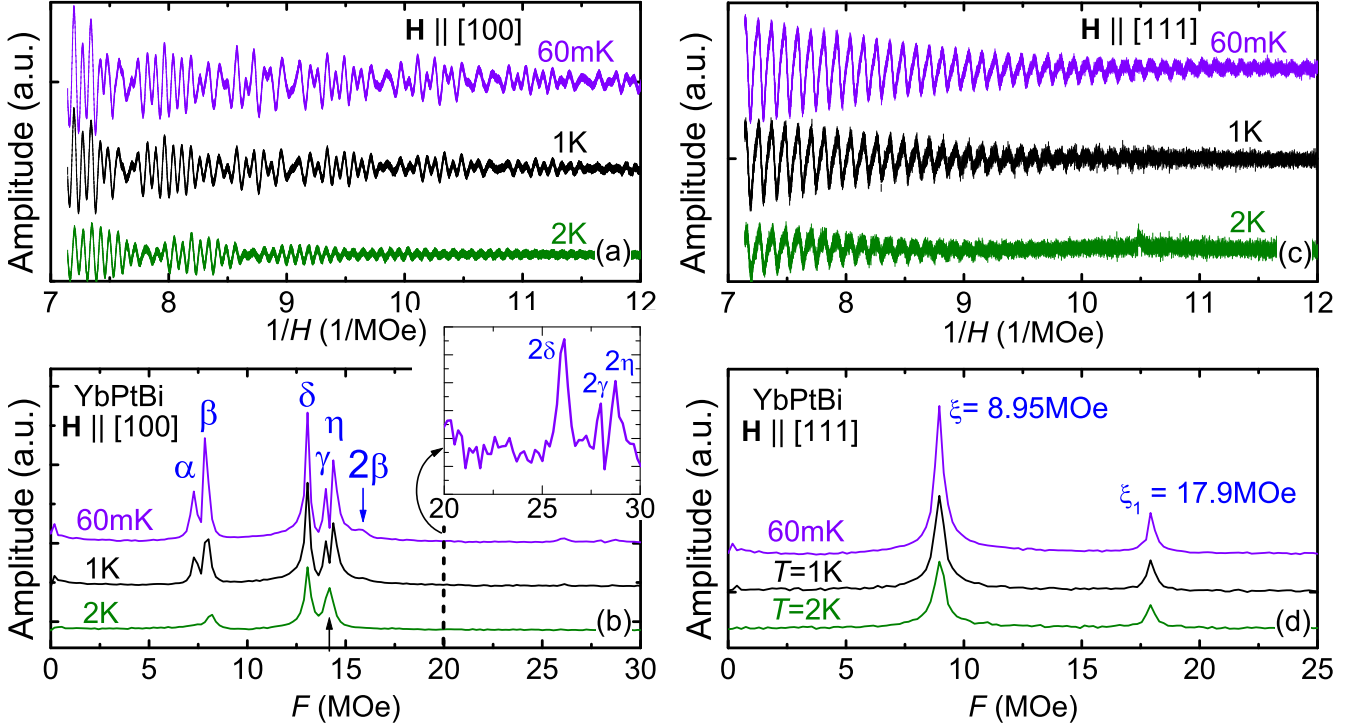 H || [100]
60mK
1K
2K
(a)
Amplitude (a.u.)
7 8 9 10 11 12
1/H (1/MOe)
H || [111]
60mK
1K
2K
(c)
Amplitude (a.u.)
7 8 9 10 11 12
1/H (1/MOe)
YbPtBi
H || [100]
α
β
δ
γ
η
2β
60mK
1K
2K
(b)
Amplitude (a.u.)
0 5 10 15 20 25 30
F (MOe)
2δ
2γ
2η
20 25 30
YbPtBi
H || [111]
ξ= 8.95MOe
ξ₁ = 17.9MOe
60mK
T=1K
T=2K
(d)
Amplitude (a.u.)
0 5 10 15 20 25
F (MOe)